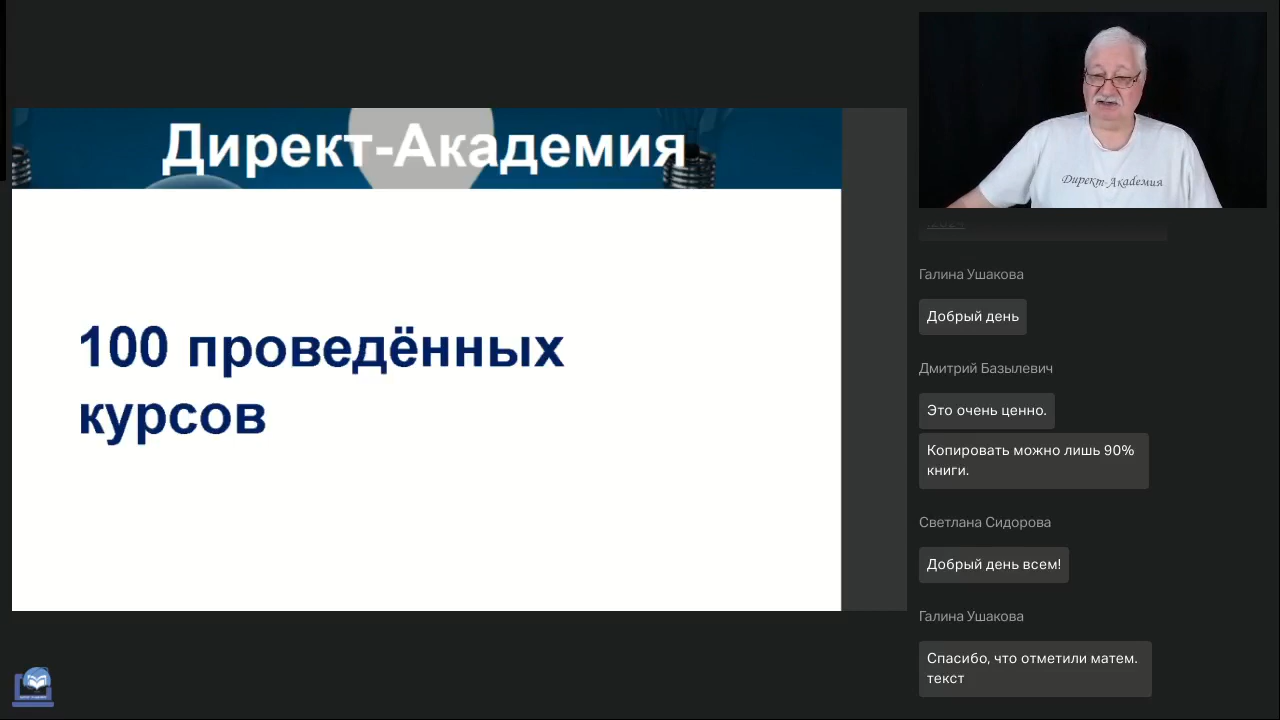 Директ-Академия
100 проведённых
курсов
Директ-Академия
Галина Ушакова
Добрый день
Дмитрий Базылевич
Это очень ценно.
Копировать можно лишь 90%
книги.
Светлана Сидорова
Добрый день всем!
Галина Ушакова
Спасибо, что отметили матем.
текст